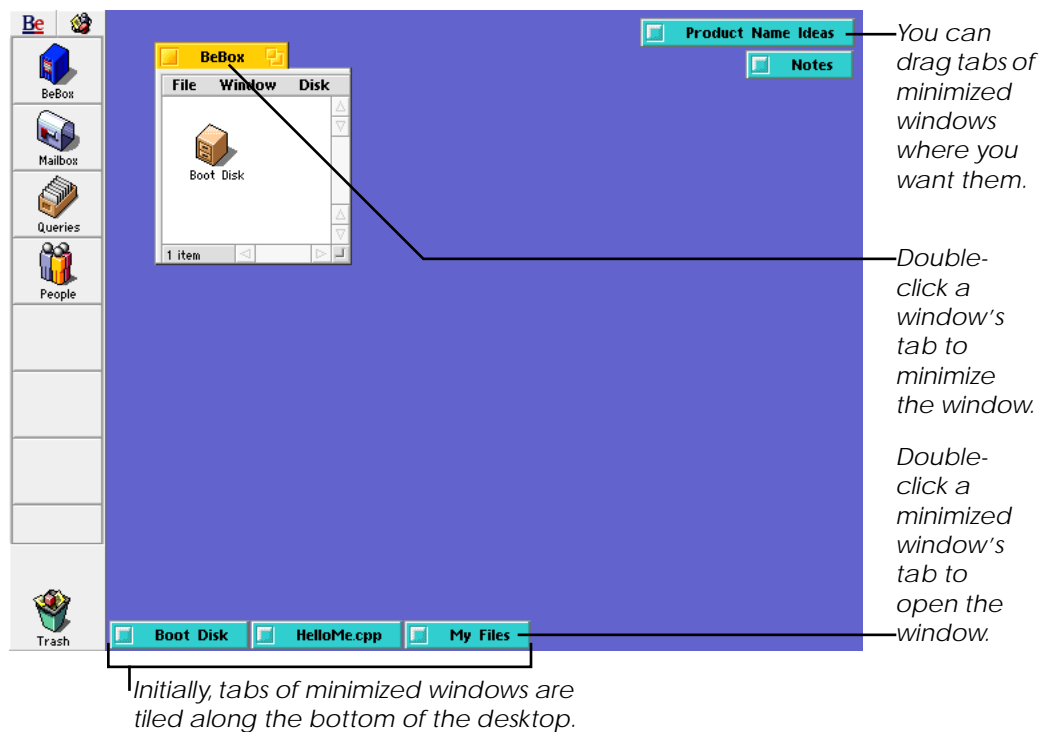 Be
BeBox
Mailbox
Queries
People
Trash
BeBox
File Window Disk
Boot Disk
1 item
Product Name Ideas
Notes
Boot Disk
HelloMe.cpp
My Files
You can
drag tabs of
minimized
windows
where you
want them.
Double-
click a
window's
tab to
minimize
the window.
Double-
click a
minimized
window's
tab to
open the
window.
Initially, tabs of minimized windows are
tiled along the bottom of the desktop.